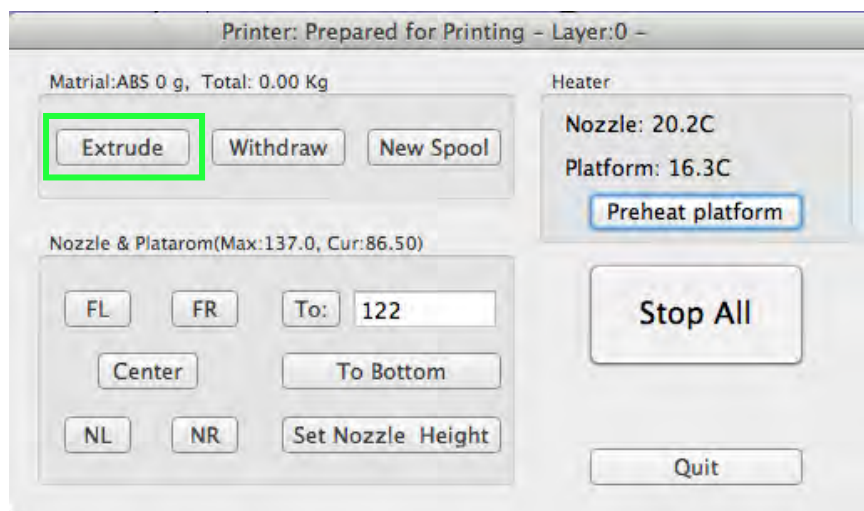 Printer: Prepared for Printing - Layer:0 -
Matrial:ABS 0 g, Total: 0.00 Kg
Extrude Withdraw New Spool
Heater
Nozzle: 20.2C
Platform: 16.3C
Preheat platform
Nozzle & Platarom(Max:137.0, Cur:86.50)
FL FR To: 122
Center To Bottom
NL NR Set Nozzle Height
Stop All
Quit